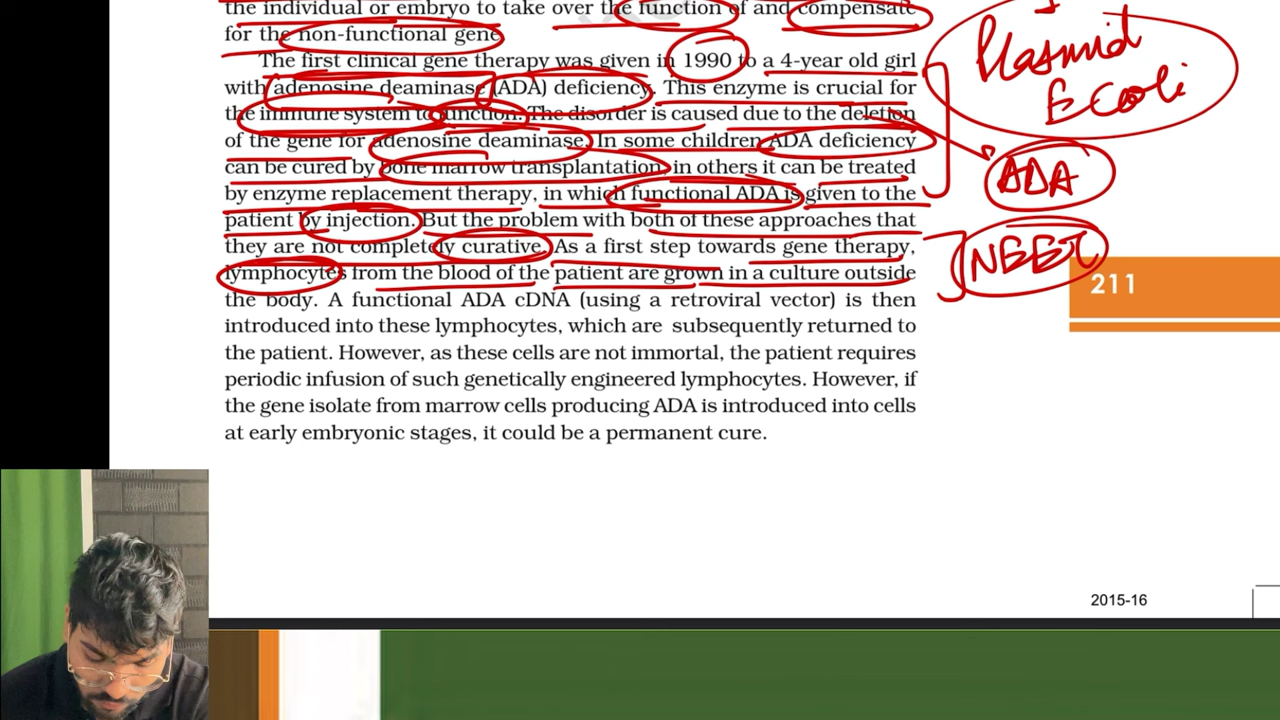 the individual or embryo to take over the function of and compensate
for the non-functional gene
The first clinical gene therapy was given in 1990 to a 4-year old girl
with adenosine deaminase (ADA) deficiency. This enzyme is crucial for
the immune system to function. The disorder is caused due to the deletion
of the gene for adenosine deaminase. In some children ADA deficiency
can be cured by bone marrow transplantation; in others it can be treated
by enzyme replacement therapy, in which functional ADA is given to the
patient by injection. But the problem with both of these approaches that
they are not completely curative. As a first step towards gene therapy,
lymphocytes from the blood of the patient are grown in a culture outside
the body. A functional ADA cDNA (using a retroviral vector) is then
introduced into these lymphocytes, which are subsequently returned to
the patient. However, as these cells are not immortal, the patient requires
periodic infusion of such genetically engineered lymphocytes. However, if
the gene isolate from marrow cells producing ADA is introduced into cells
at early embryonic stages, it could be a permanent cure.
Plasmid
E Coli
ADA
NEET
211
2015-16